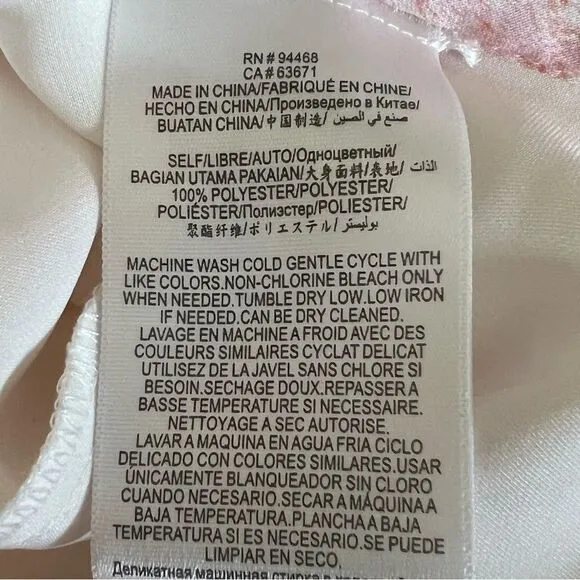 RN # 94468
CA # 63671
MADE IN CHINA/FABRIQUÉ EN CHINE/
HECHO EN CHINA/Произведено в Китае/
BUATAN CHINA/中国制造/ صنع في الصين/
SELF/LIBRE/AUTO/Одноцветный/
BAGIAN UTAMA PAKAIAN/大身面料/表地/ الذات
100% POLYESTER/POLYESTER/
POLIÉSTER/Полиэстер/POLIESTER/
聚酯纤维/ポリエステル/ بوليستر/
MACHINE WASH COLD GENTLE CYCLE WITH
LIKE COLORS.NON-CHLORINE BLEACH ONLY
WHEN NEEDED.TUMBLE DRY LOW.LOW IRON
IF NEEDED.CAN BE DRY CLEANED.
LAVAGE EN MACHINE A FROID AVEC DES
COULEURS SIMILAIRES CYCLAT DELICAT
UTILISEZ DE LA JAVEL SANS CHLORE SI
BESOIN.SECHAGE DOUX.REPASSER A
BASSE TEMPERATURE SI NECESSAIRE.
NETTOYAGE A SEC AUTORISE.
LAVAR A MAQUINA EN AGUA FRIA CICLO
DELICADO CON COLORES SIMILARES.USAR
ÚNICAMENTE BLANQUEADOR SIN CLORO
CUANDO NECESARIO.SECAR A MÁQUINA A
BAJA TEMPERATURA.PLANCHA A BAJA
TEMPERATURA SI ES NECESARIO.SE PUEDE
LIMPIAR EN SECO,
Деликатная машинная стирка в